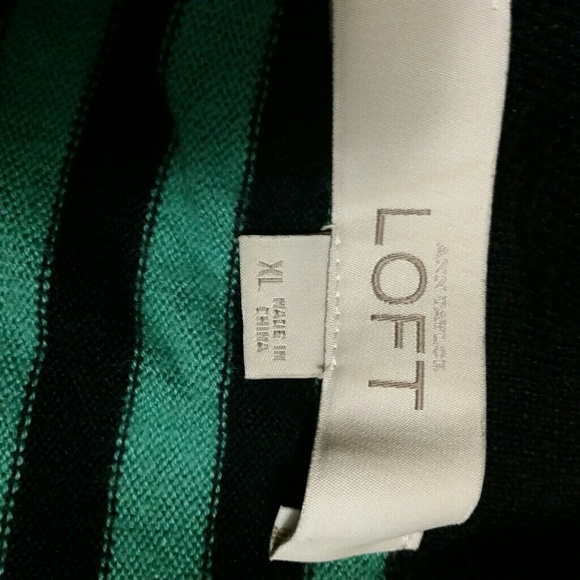 ANN TAYLOR
LOFT
XL
MADE IN
CHINA